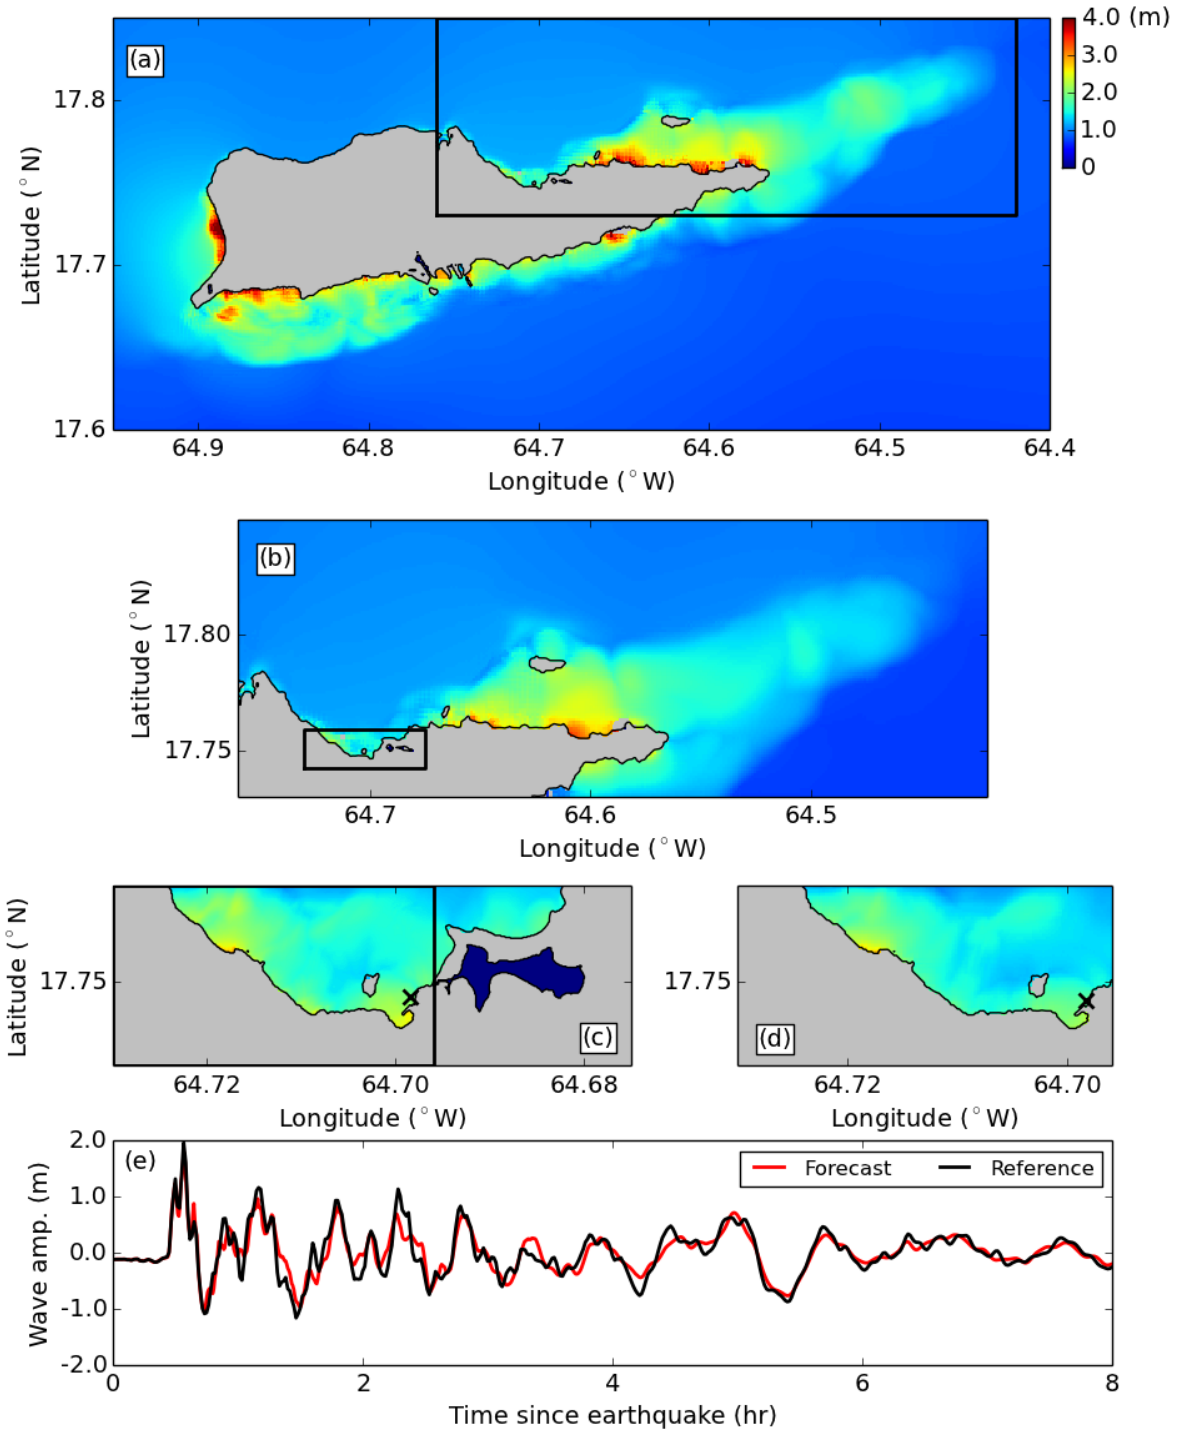 (a)
4.0 (m)
3.0
2.0
1.0
0
17.8
17.7
17.6
Latitude (°N)
64.9 64.8 64.7 64.6 64.5 64.4
Longitude (°W)
(b)
17.80
17.75
Latitude (°N)
64.7 64.6 64.5
Longitude (°W)
17.75
Latitude (°N)
(c)
64.72 64.70 64.68
Longitude (°W)
17.75
(d)
64.72 64.70
Longitude (°W)
(e)
Forecast Reference
2.0
1.0
0.0
-1.0
-2.0
Wave amp. (m)
0 2 4 6 8
Time since earthquake (hr)